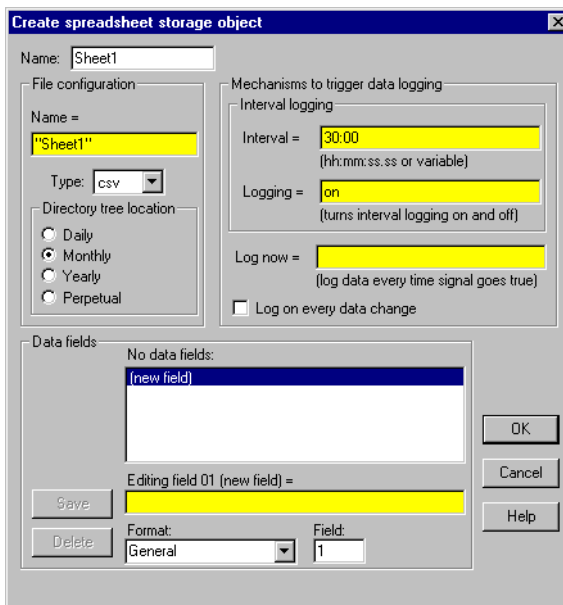 Create spreadsheet storage object
Name: Sheet1
File configuration
Name =
"Sheet1"
Type: csv
Directory tree location
Daily
Monthly
Yearly
Perpetual
Mechanisms to trigger data logging
Interval logging
Interval = 30:00
(hh:mm:ss.ss or variable)
Logging = on
(turns interval logging on and off)
Log now =
(log data every time signal goes true)
Log on every data change
Data fields
No data fields:
(new field)
Editing field 01 (new field) =
Save
Delete
Format:
General
Field:
1
OK
Cancel
Help